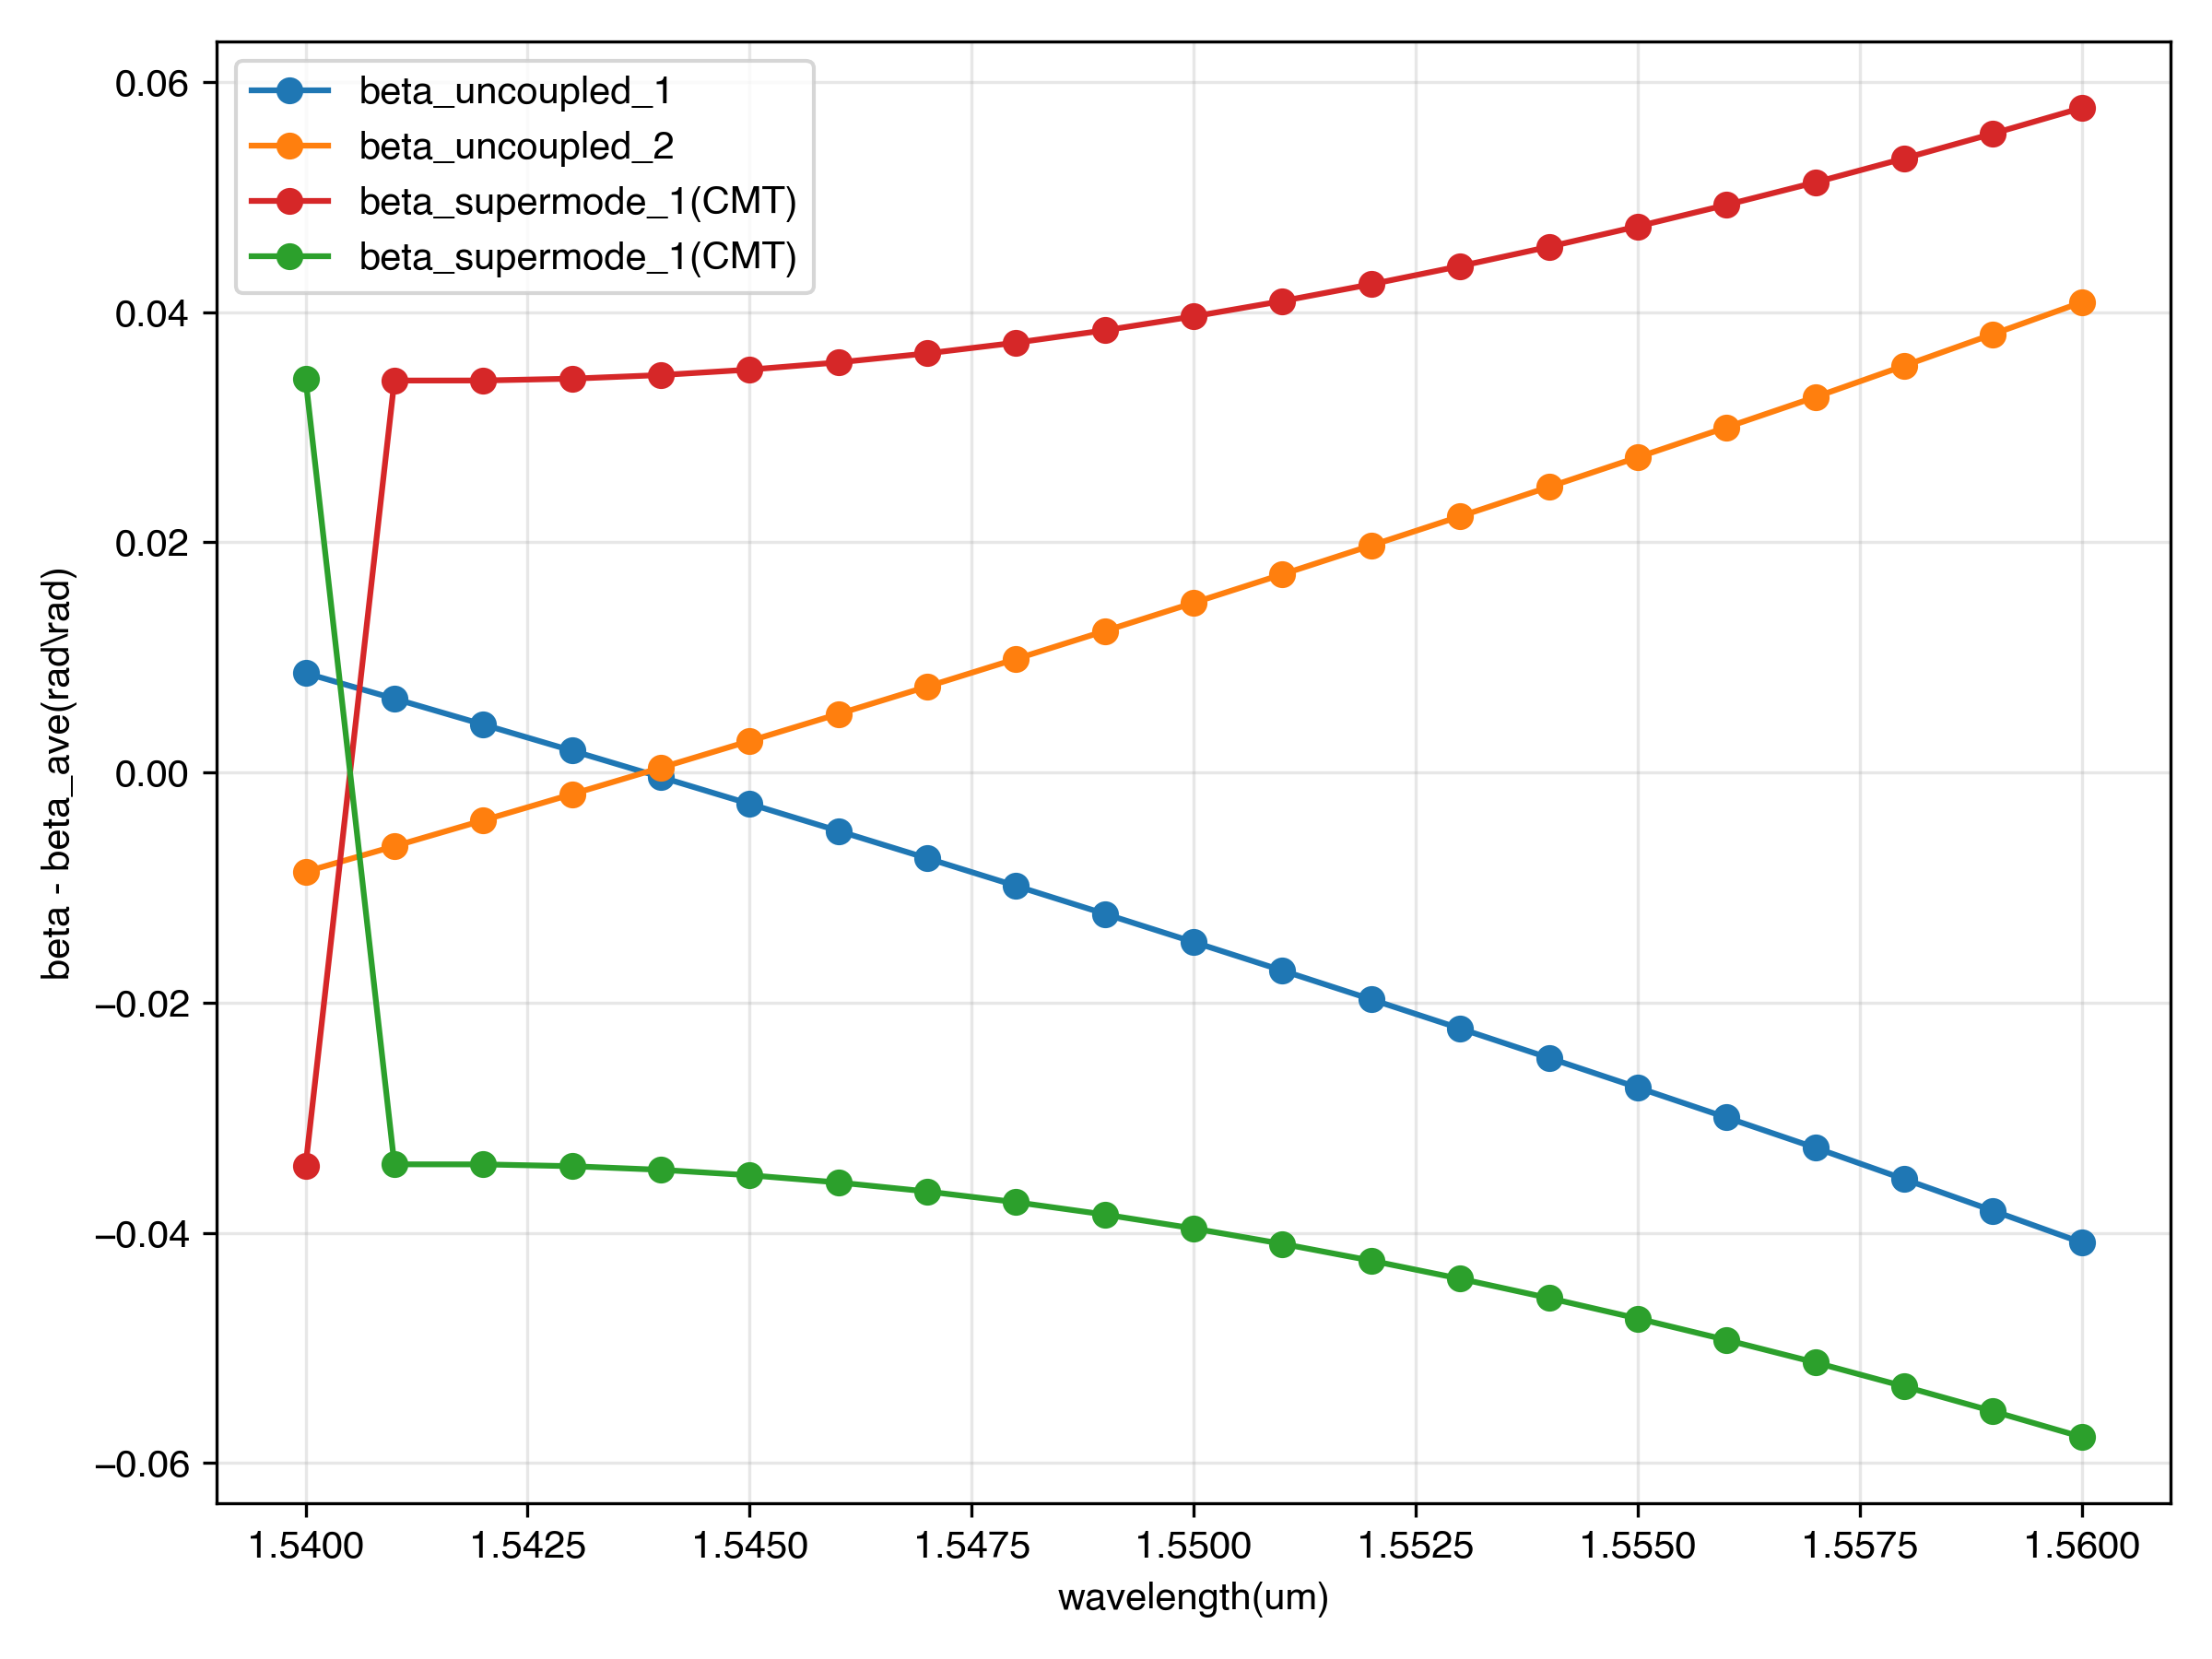 beta_uncoupled_1
beta_uncoupled_2
beta_supermode_1(CMT)
beta_supermode_1(CMT)
0.06
0.04
0.02
0.00
−0.02
−0.04
−0.06
beta - beta_ave(rad\rad)
1.5400 1.5425 1.5450 1.5475 1.5500 1.5525 1.5550 1.5575 1.5600
wavelength(um)